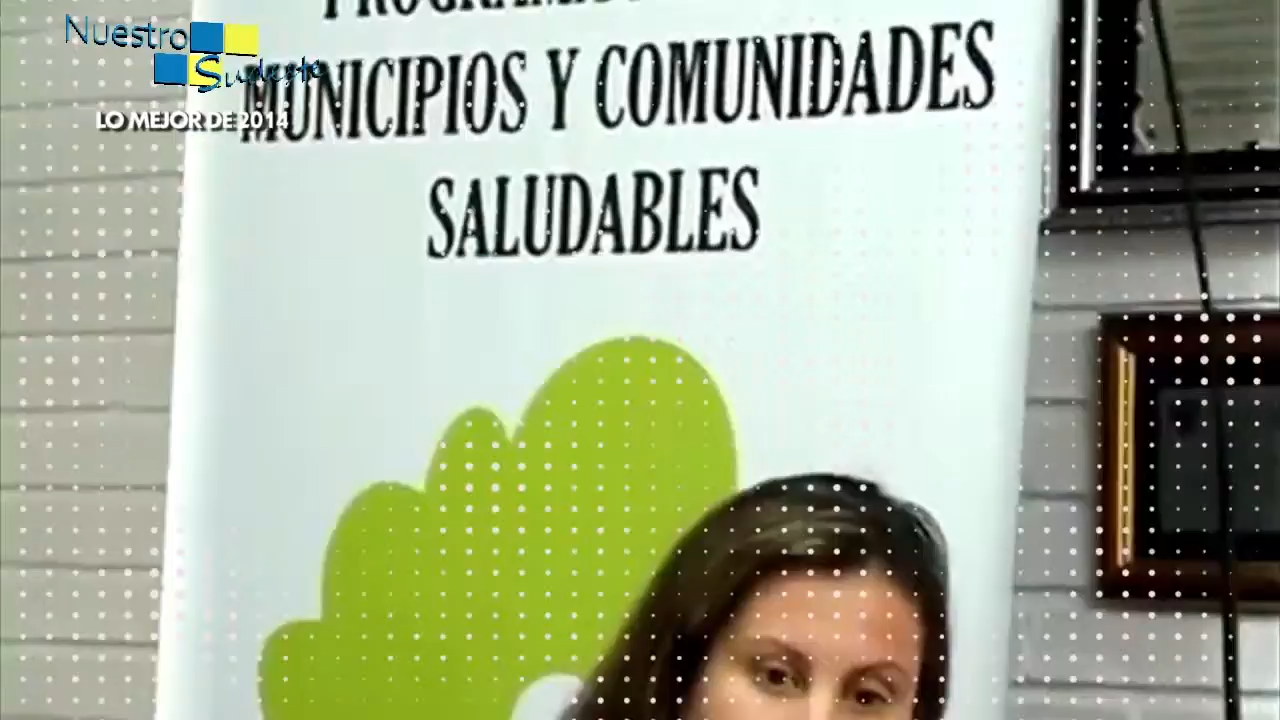 Nuestro
Sudeste
LO MEJOR DE 2014
MUNICIPIOS Y COMUNIDADES
SALUDABLES